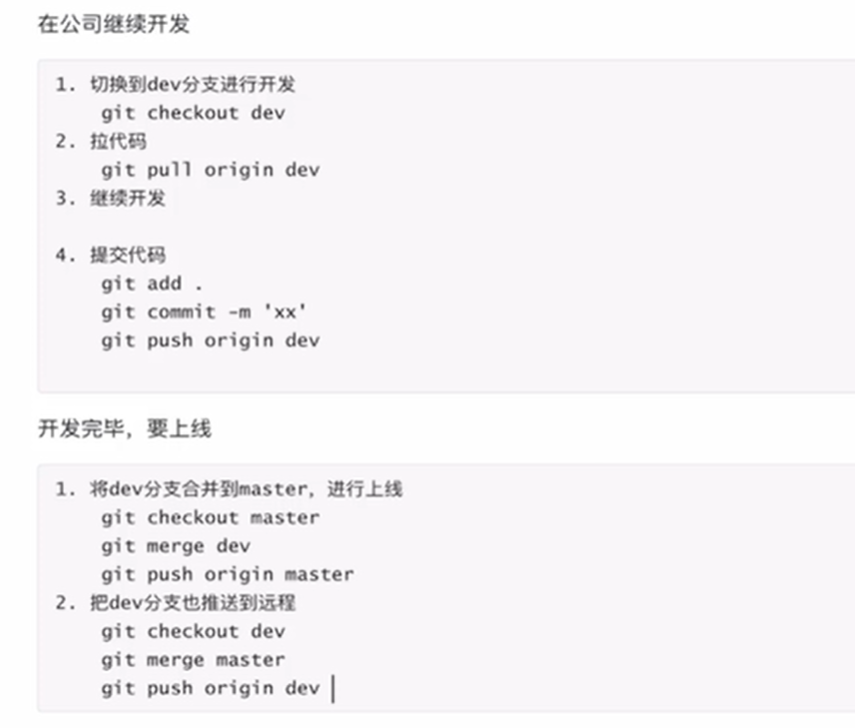 在公司继续开发
1. 切换到dev分支进行开发
git checkout dev
2. 拉代码
git pull origin dev
3. 继续开发
4. 提交代码
git add .
git commit -m 'xx'
git push origin dev
开发完毕，要上线
1. 将dev分支合并到master，进行上线
git checkout master
git merge dev
git push origin master
2. 把dev分支也推送到远程
git checkout dev
git merge master
git push origin dev